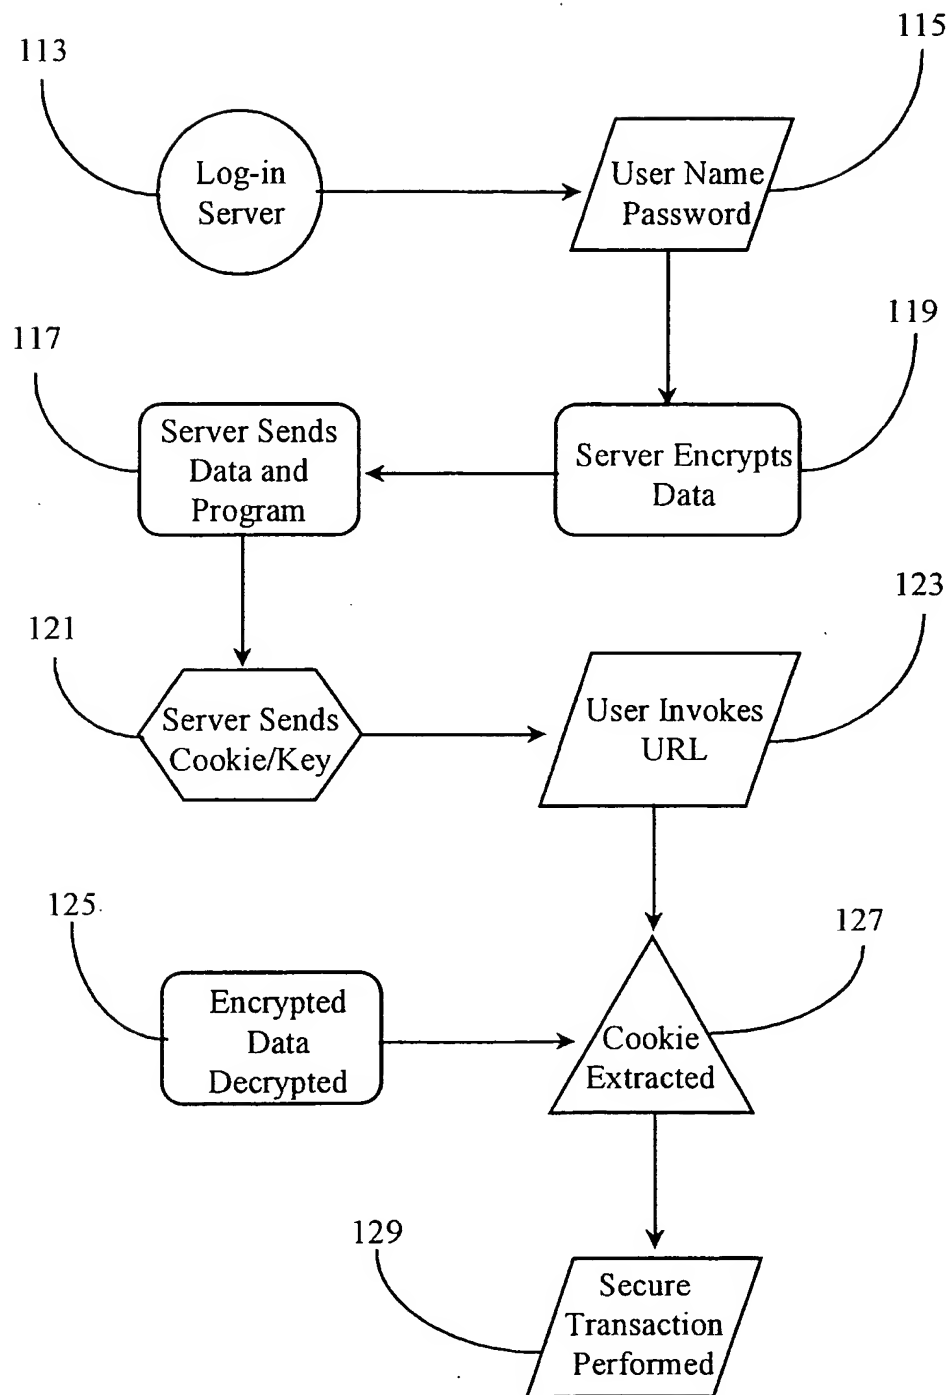 113
115
Log-in
Server
User Name
Password
117
119
Server Sends
Data and
Program
Server Encrypts
Data
121
123
Server Sends
Cookie/Key
User Invokes
URL
125
127
Encrypted
Data
Decrypted
Cookie
Extracted
129
Secure
Transaction
Performed